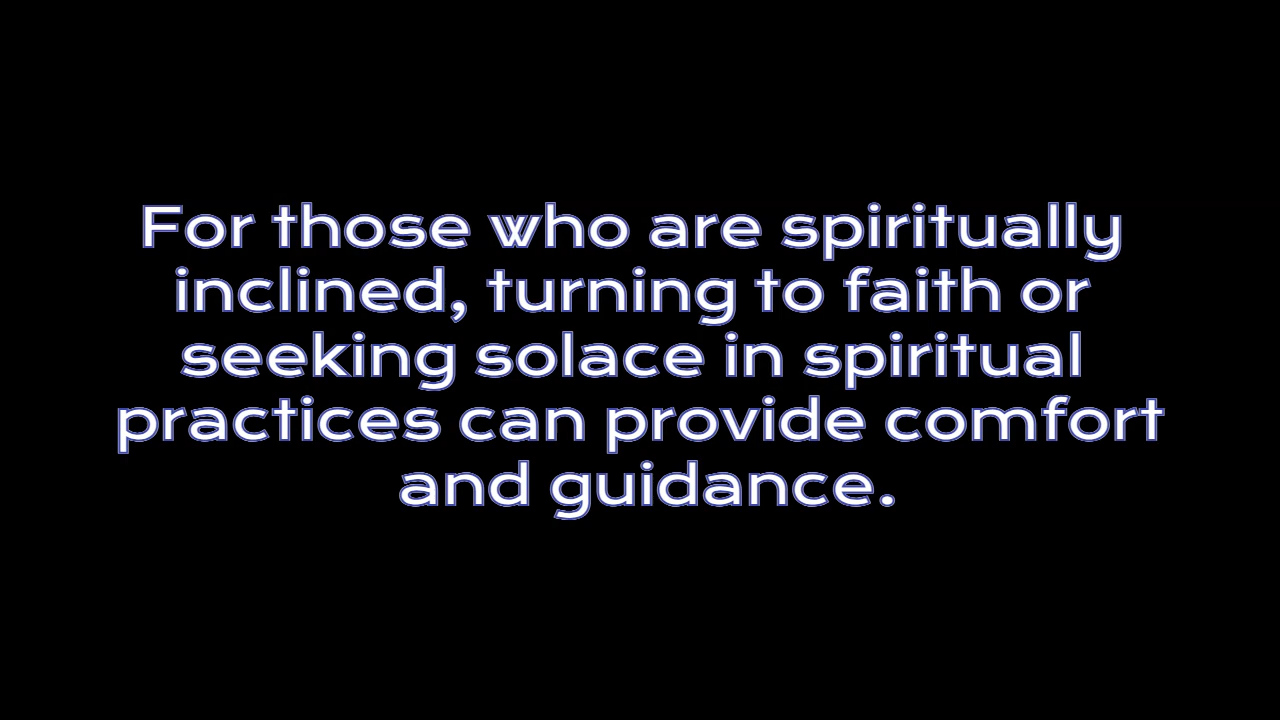 For those who are spiritually
inclined, turning to faith or
seeking solace in spiritual
practices can provide comfort
and guidance.